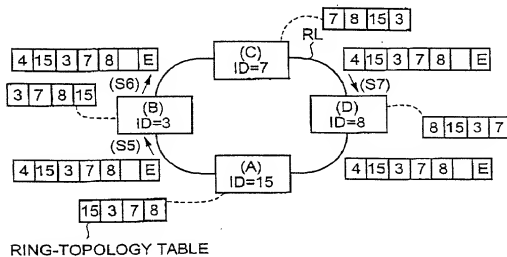 7 8 15 3
(C)
ID=7
RL
4 15 3 7 8 E
4 15 3 7 8 E
(S6)
(S7)
3 7 8 15
(B)
ID=3
(D)
ID=8
8 15 3 7
(S5)
4 15 3 7 8 E
(A)
ID=15
4 15 3 7 8 E
15 3 7 8
RING-TOPOLOGY TABLE